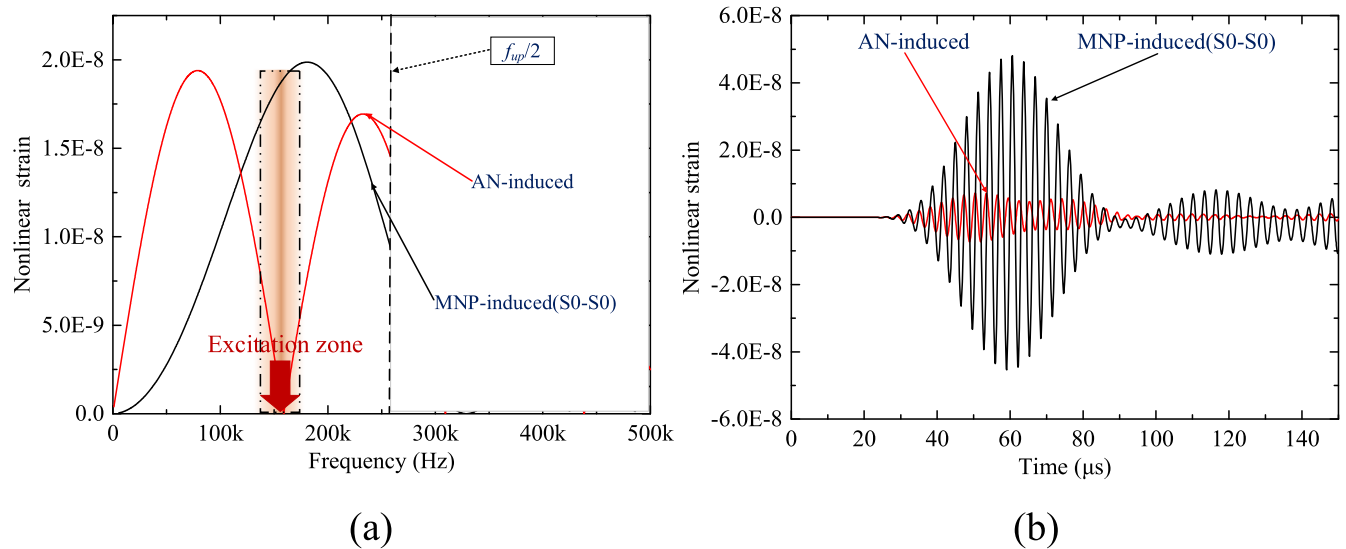 2.0E-8
1.5E-8
1.0E-8
5.0E-9
0.0
Nonlinear strain
0
100k
200k
300k
400k
500k
Frequency (Hz)
f_up/2
AN-induced
MNP-induced(S0-S0)
Excitation zone
(a)
6.0E-8
4.0E-8
2.0E-8
0.0
-2.0E-8
-4.0E-8
-6.0E-8
Nonlinear strain
AN-induced
MNP-induced(S0-S0)
0
20
40
60
80
100
120
140
Time (μs)
(b)